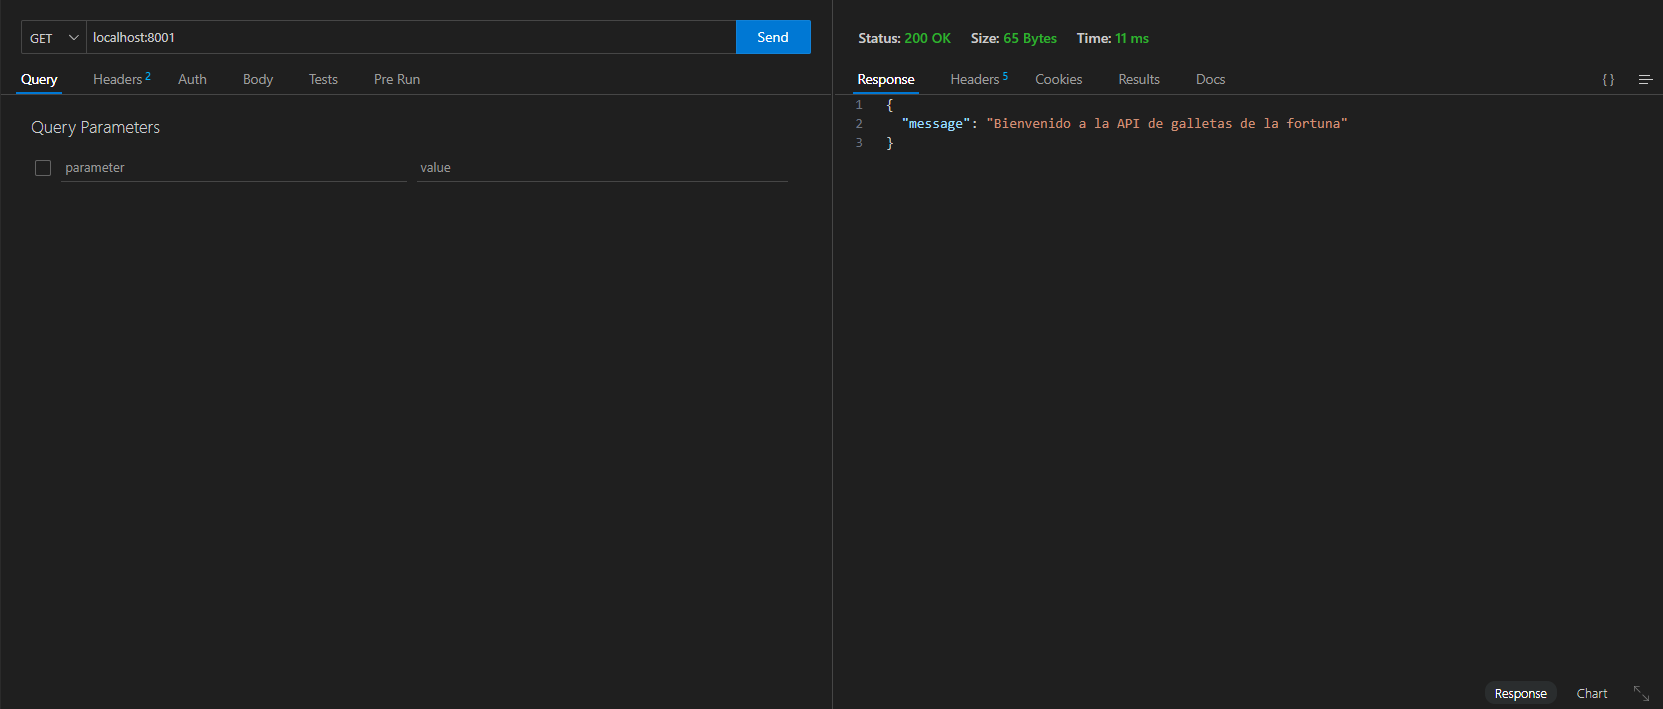 GET localhost:8001 Send
Query Headers 2 Auth Body Tests Pre Run
Query Parameters
parameter value
Status: 200 OK Size: 65 Bytes Time: 11 ms
Response Headers 5 Cookies Results Docs { }
1 {
2 "message": "Bienvenido a la API de galletas de la fortuna"
3 }
Response Chart